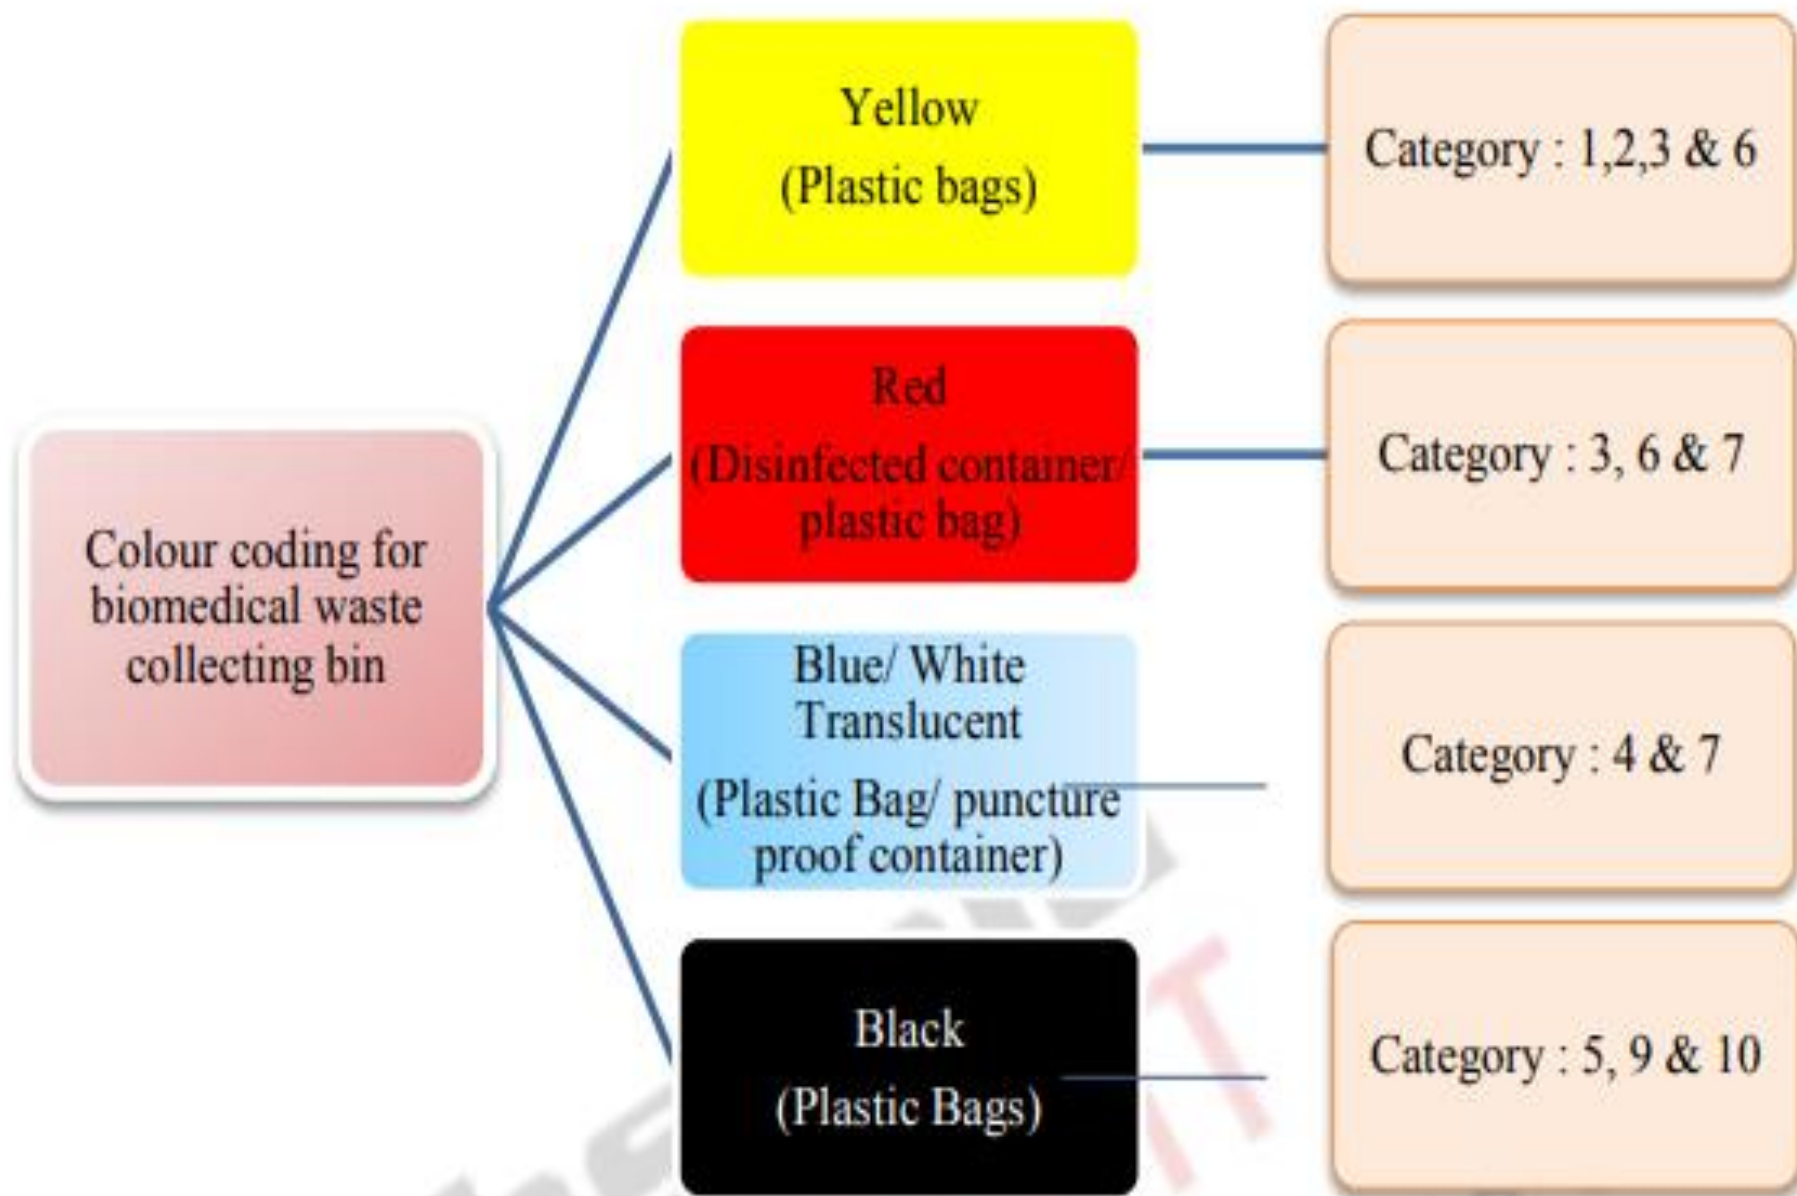 Colour coding for
biomedical waste
collecting bin
Yellow
(Plastic bags)
Category : 1,2,3 & 6
Red
(Disinfected container/
plastic bag)
Category : 3, 6 & 7
Blue/ White
Translucent
(Plastic Bag/ puncture
proof container)
Category : 4 & 7
Black
(Plastic Bags)
Category : 5, 9 & 10